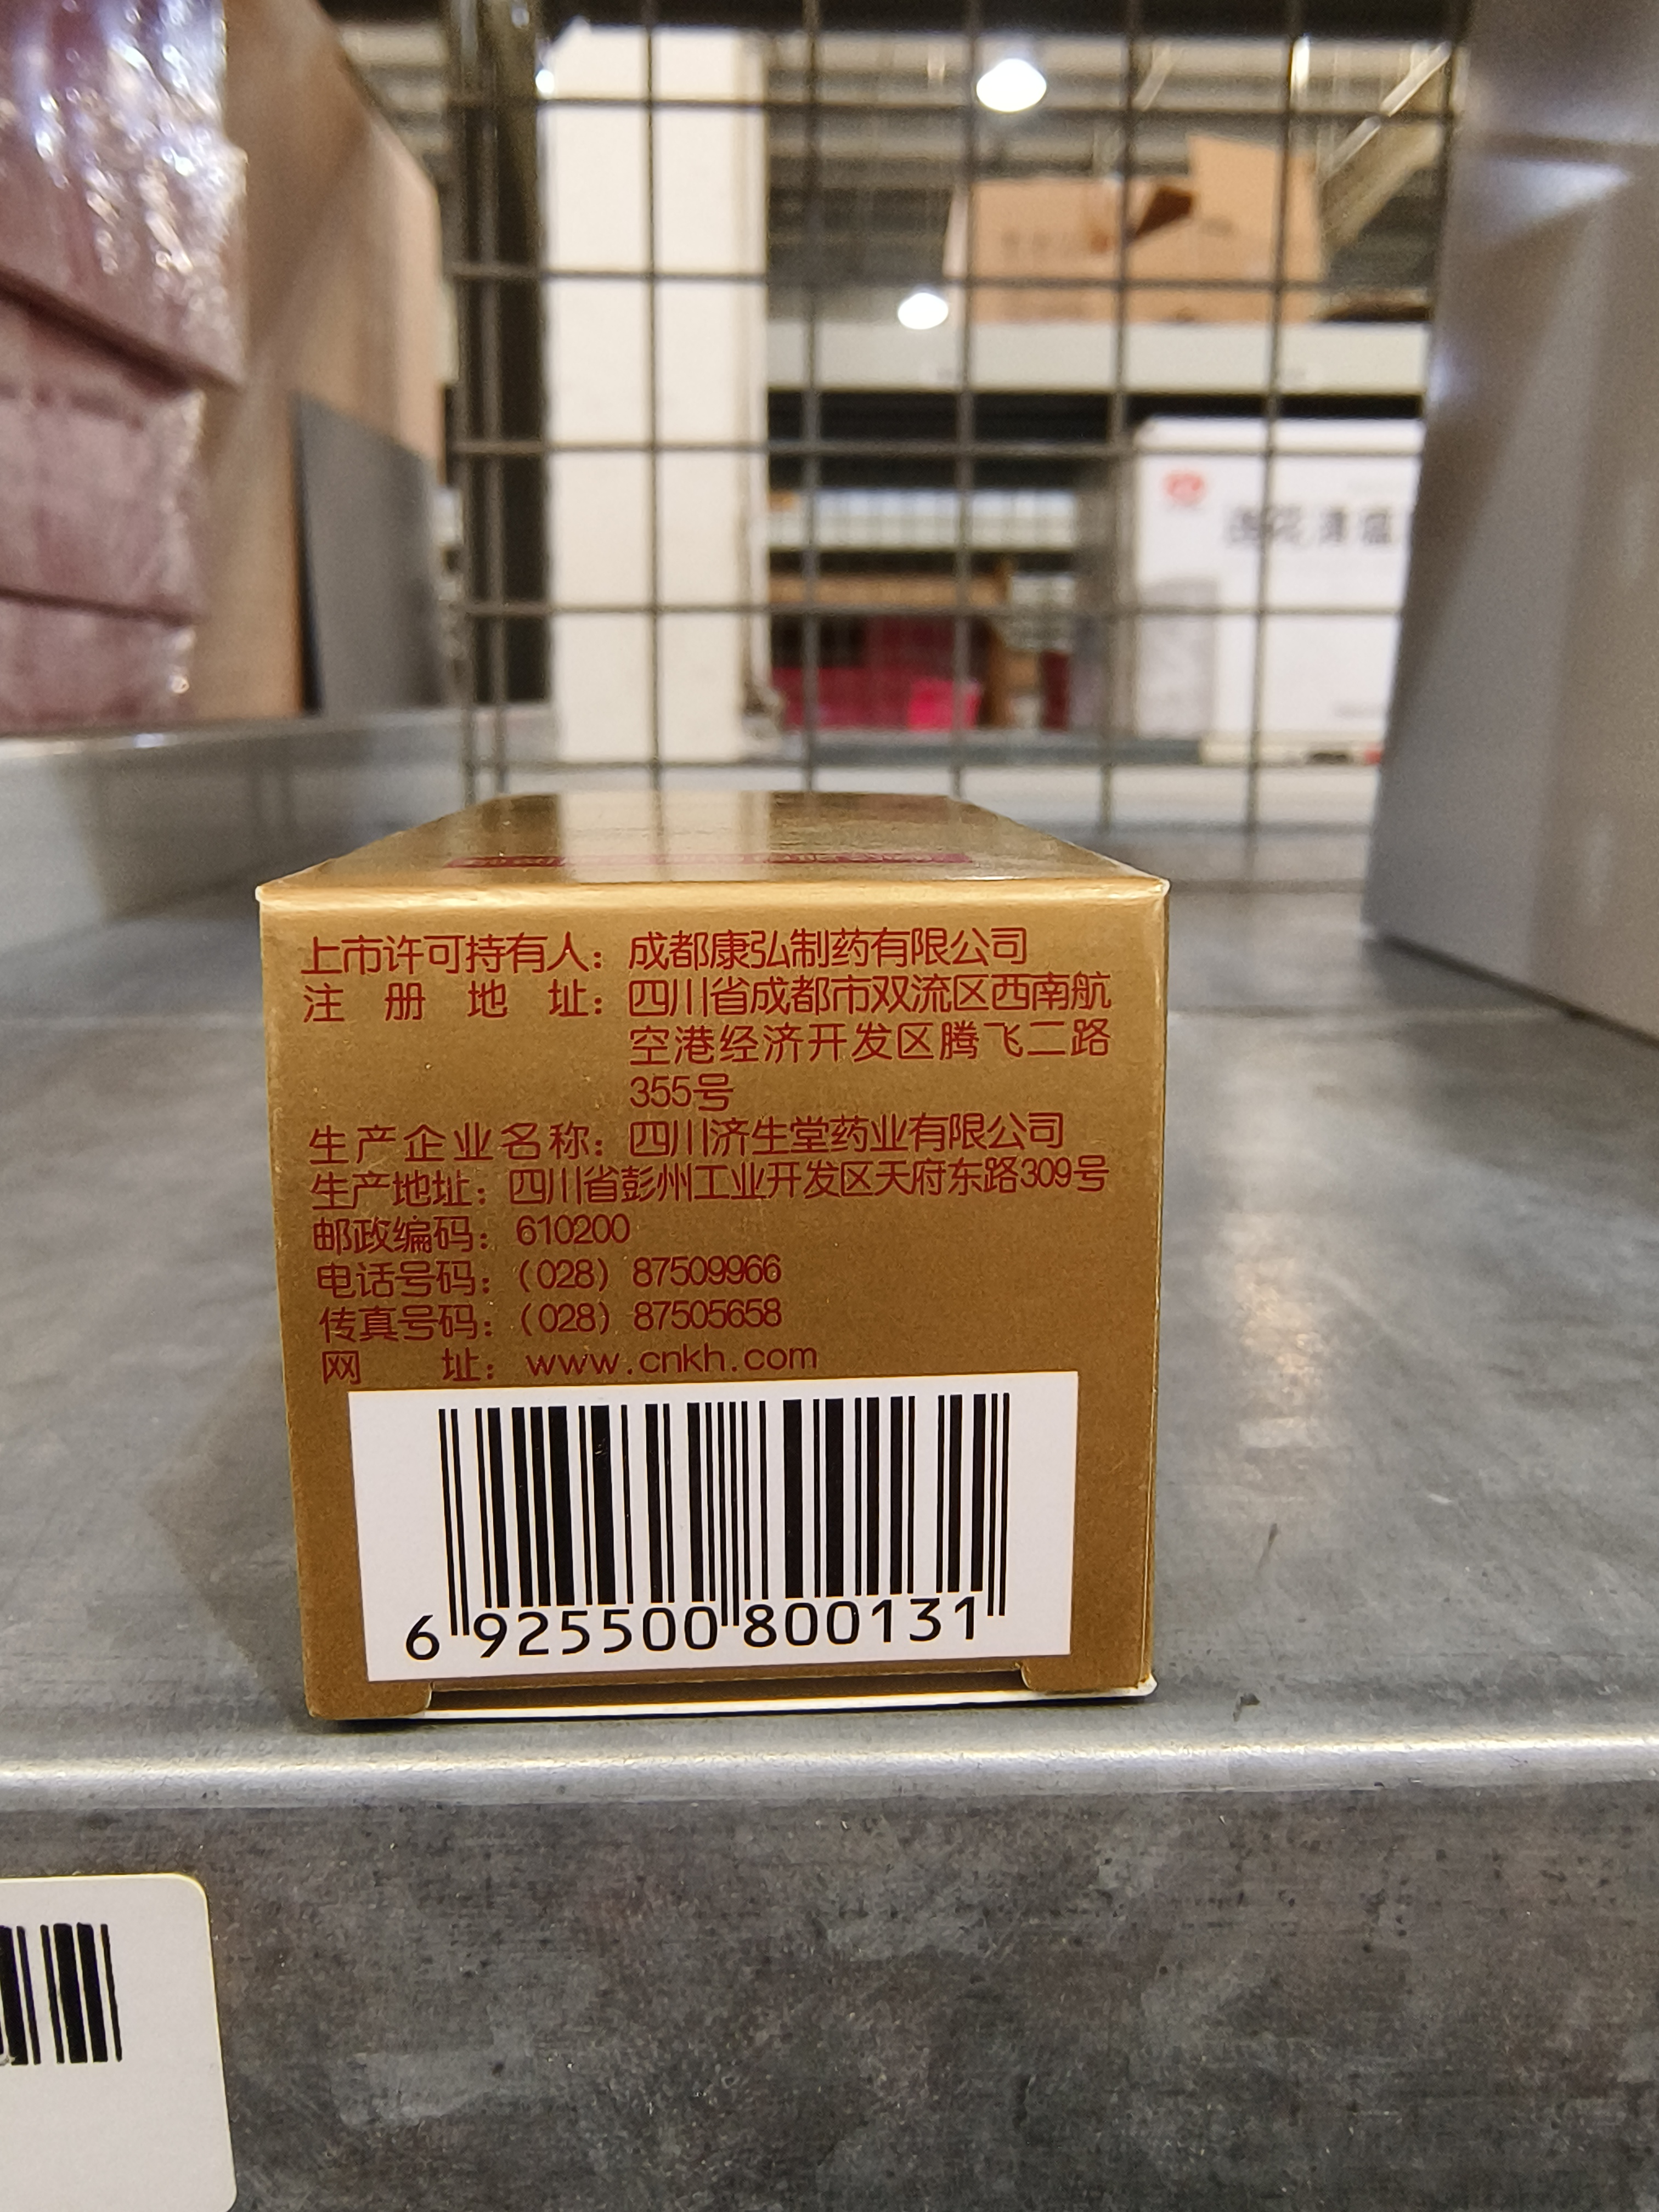 上市许可持有人：成都康弘制药有限公司
注册地址：四川省成都市双流区西南航
空港经济开发区腾飞二路
355号
生产企业名称：四川济生堂药业有限公司
生产地址：四川省彭州工业开发区天府东路309号
邮政编码：610200
电话号码：（028）87509966
传真号码：（028）87505658
网址：www.cnkh.com
6 925500 800131